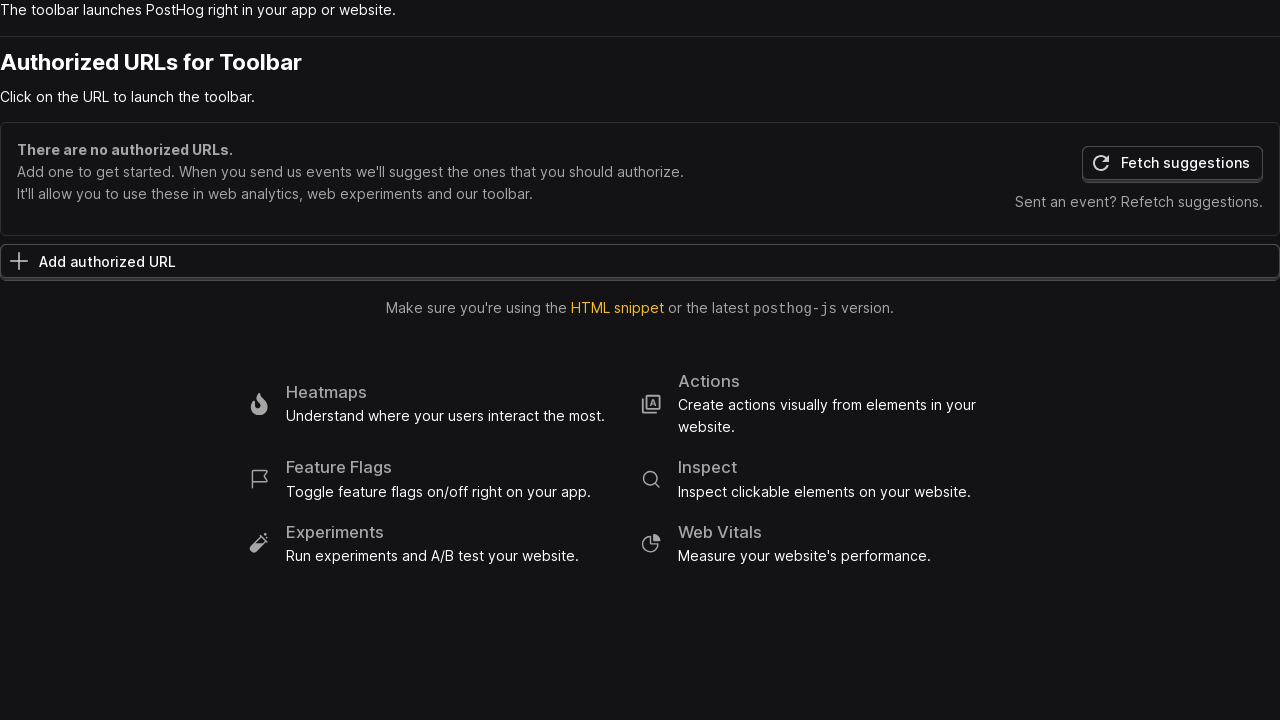 The toolbar launches PostHog right in your app or website.
Authorized URLs for Toolbar
Click on the URL to launch the toolbar.
There are no authorized URLs.
Add one to get started. When you send us events we'll suggest the ones that you should authorize.
It'll allow you to use these in web analytics, web experiments and our toolbar.
Fetch suggestions
Sent an event? Refetch suggestions.
Add authorized URL
Make sure you're using the HTML snippet or the latest posthog-js version.
Heatmaps
Understand where your users interact the most.
Actions
Create actions visually from elements in your
website.
Feature Flags
Toggle feature flags on/off right on your app.
Inspect
Inspect clickable elements on your website.
Experiments
Run experiments and A/B test your website.
Web Vitals
Measure your website's performance.